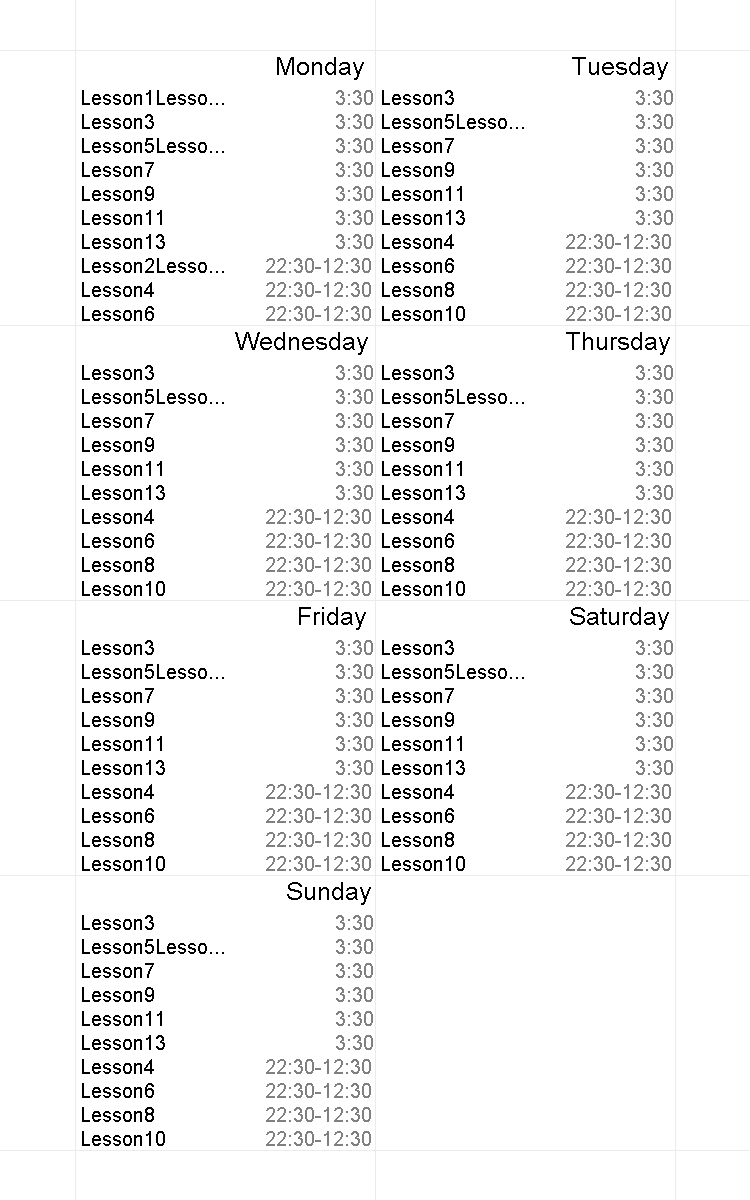 Monday
Lesson1Lesso... 3:30
Lesson3 3:30
Lesson5Lesso... 3:30
Lesson7 3:30
Lesson9 3:30
Lesson11 3:30
Lesson13 3:30
Lesson2Lesso... 22:30-12:30
Lesson4 22:30-12:30
Lesson6 22:30-12:30
Tuesday
Lesson3 3:30
Lesson5Lesso... 3:30
Lesson7 3:30
Lesson9 3:30
Lesson11 3:30
Lesson13 3:30
Lesson4 22:30-12:30
Lesson6 22:30-12:30
Lesson8 22:30-12:30
Lesson10 22:30-12:30
Wednesday
Lesson3 3:30
Lesson5Lesso... 3:30
Lesson7 3:30
Lesson9 3:30
Lesson11 3:30
Lesson13 3:30
Lesson4 22:30-12:30
Lesson6 22:30-12:30
Lesson8 22:30-12:30
Lesson10 22:30-12:30
Thursday
Lesson3 3:30
Lesson5Lesso... 3:30
Lesson7 3:30
Lesson9 3:30
Lesson11 3:30
Lesson13 3:30
Lesson4 22:30-12:30
Lesson6 22:30-12:30
Lesson8 22:30-12:30
Lesson10 22:30-12:30
Friday
Lesson3 3:30
Lesson5Lesso... 3:30
Lesson7 3:30
Lesson9 3:30
Lesson11 3:30
Lesson13 3:30
Lesson4 22:30-12:30
Lesson6 22:30-12:30
Lesson8 22:30-12:30
Lesson10 22:30-12:30
Saturday
Lesson3 3:30
Lesson5Lesso... 3:30
Lesson7 3:30
Lesson9 3:30
Lesson11 3:30
Lesson13 3:30
Lesson4 22:30-12:30
Lesson6 22:30-12:30
Lesson8 22:30-12:30
Lesson10 22:30-12:30
Sunday
Lesson3 3:30
Lesson5Lesso... 3:30
Lesson7 3:30
Lesson9 3:30
Lesson11 3:30
Lesson13 3:30
Lesson4 22:30-12:30
Lesson6 22:30-12:30
Lesson8 22:30-12:30
Lesson10 22:30-12:30